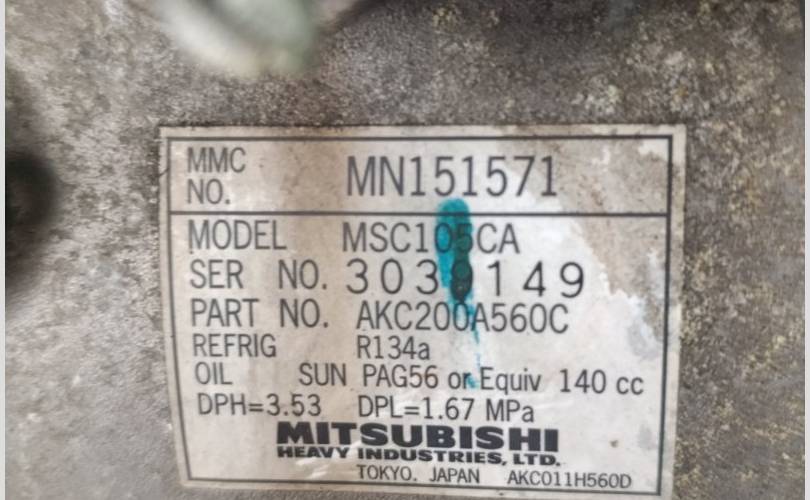 MMC NO. MN151571
MODEL MSC105CA
SER NO.
PART NO. AKC200A560C
REFRIG R134a
OIL SUN PAG56 or Equiv 140 cc
DPH=3.53 DPL=1.67 MPa
MITSUBISHI
HEAVY INDUSTRIES, LTD.
TOKYO. JAPAN AKC011H560D